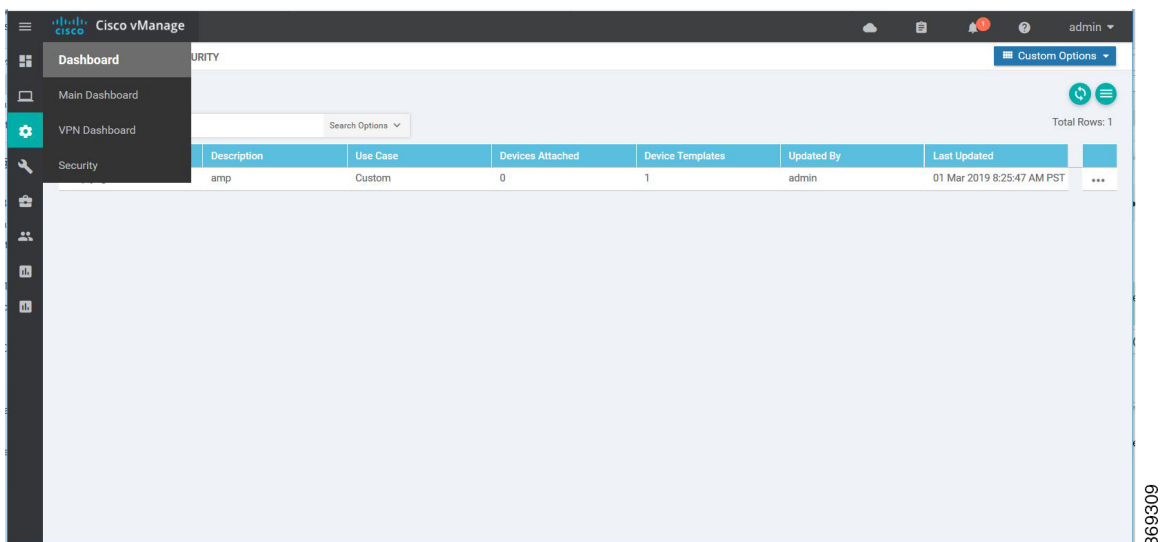 cisco Cisco vManage
1
admin
Dashboard
URITY
Custom Options
Main Dashboard
VPN Dashboard
Search Options
Total Rows: 1
Security
Description Use Case Devices Attached Device Templates Updated By Last Updated
amp Custom 0 1 admin 01 Mar 2019 8:25:47 AM PST ...
369309